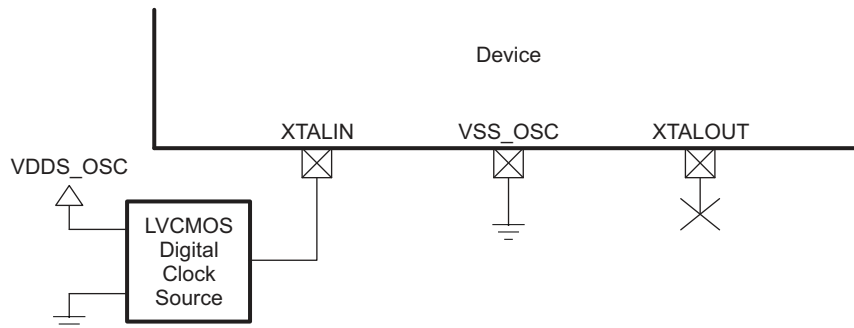 Device
XTALIN
VSS_OSC
XTALOUT
VDDS_OSC
LVCMOS
Digital
Clock
Source